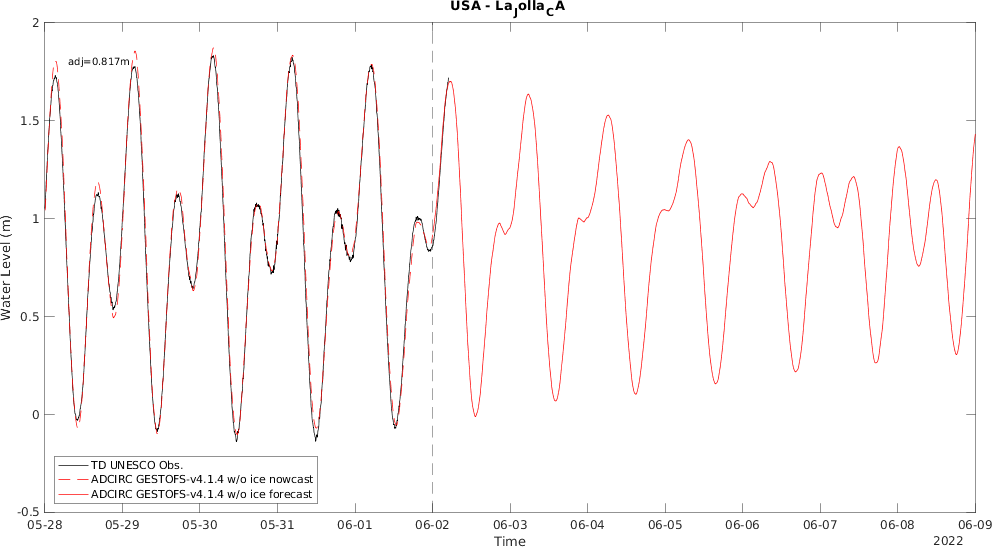 USA - LaJollaCA
2
adj=0.817m
1.5
1
0.5
0
-0.5
Water Level (m)
TD UNESCO Obs.
ADCIRC GESTOFS-v4.1.4 w/o ice nowcast
ADCIRC GESTOFS-v4.1.4 w/o ice forecast
05-28 05-29 05-30 05-31 06-01 06-02 06-03 06-04 06-05 06-06 06-07 06-08 06-09
Time
2022